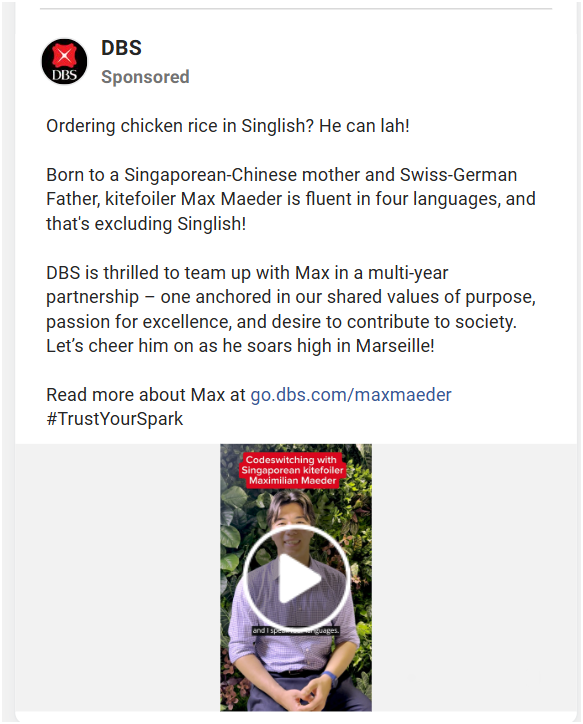 DBS
DBS
Sponsored
Ordering chicken rice in Singlish? He can lah!
Born to a Singaporean-Chinese mother and Swiss-German
Father, kitefoiler Max Maeder is fluent in four languages, and
that's excluding Singlish!
DBS is thrilled to team up with Max in a multi-year
partnership – one anchored in our shared values of purpose,
passion for excellence, and desire to contribute to society.
Let’s cheer him on as he soars high in Marseille!
Read more about Max at go.dbs.com/maxmaeder
#TrustYourSpark
Codeswitching with
Singaporean kitefoiler
Maximilian Maeder
and I speak languages.